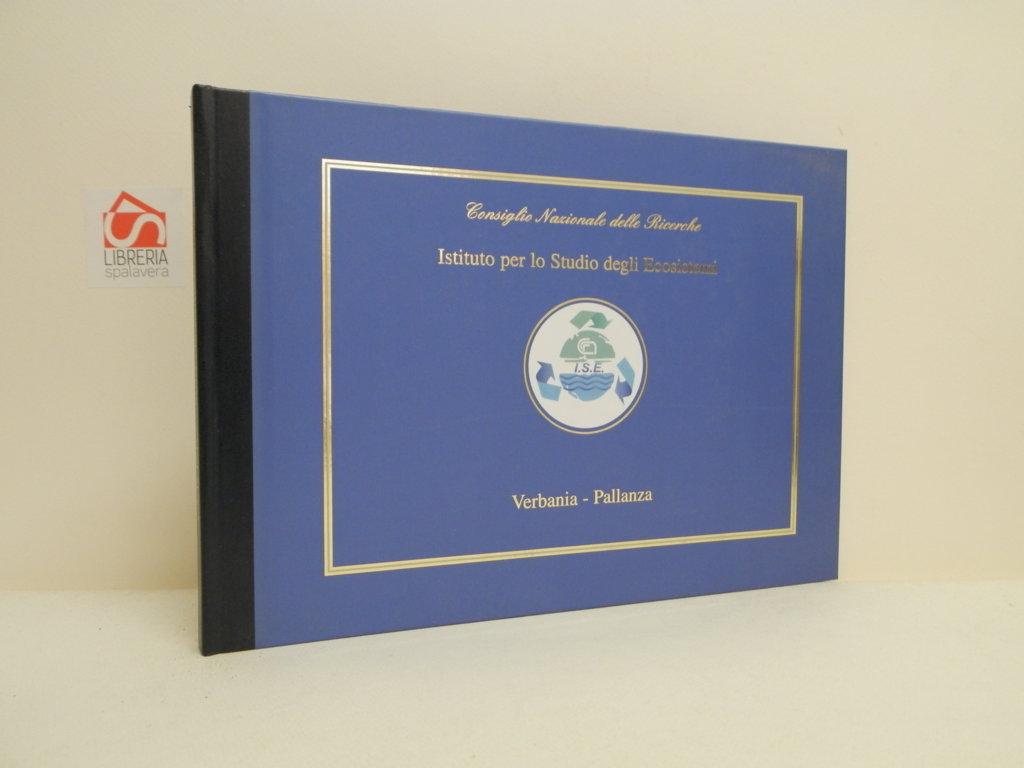 Consiglio Nazionale delle Ricerche
Istituto per lo Studio degli Ecosistemi
I.S.E.
Verbania - Pallanza
LIBRERIA
spalavera